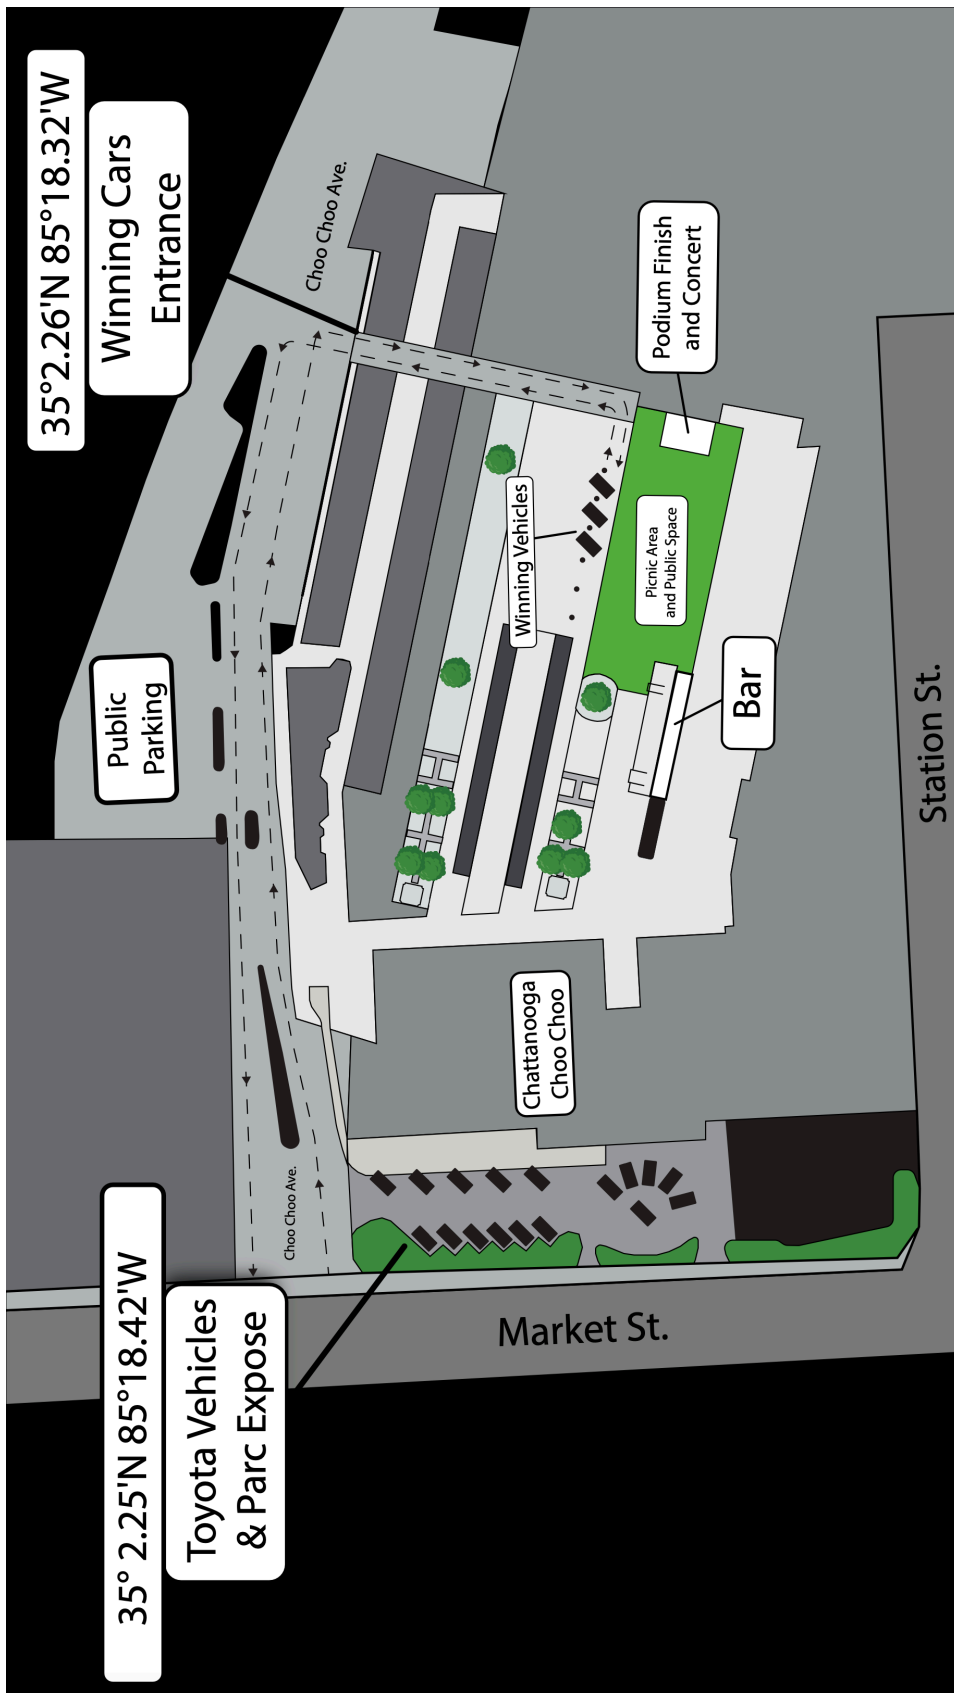 35°2.26'N 85°18.32'W
Winning Cars
Entrance
Choo Choo Ave.
Podium Finish
and Concert
Winning Vehicles
Picnic Area
and Public Space
Public
Parking
Bar
Station St.
Chattanooga
Choo Choo
Choo Choo Ave.
Market St.
35° 2.25'N 85°18.42'W
Toyota Vehicles
& Parc Expose